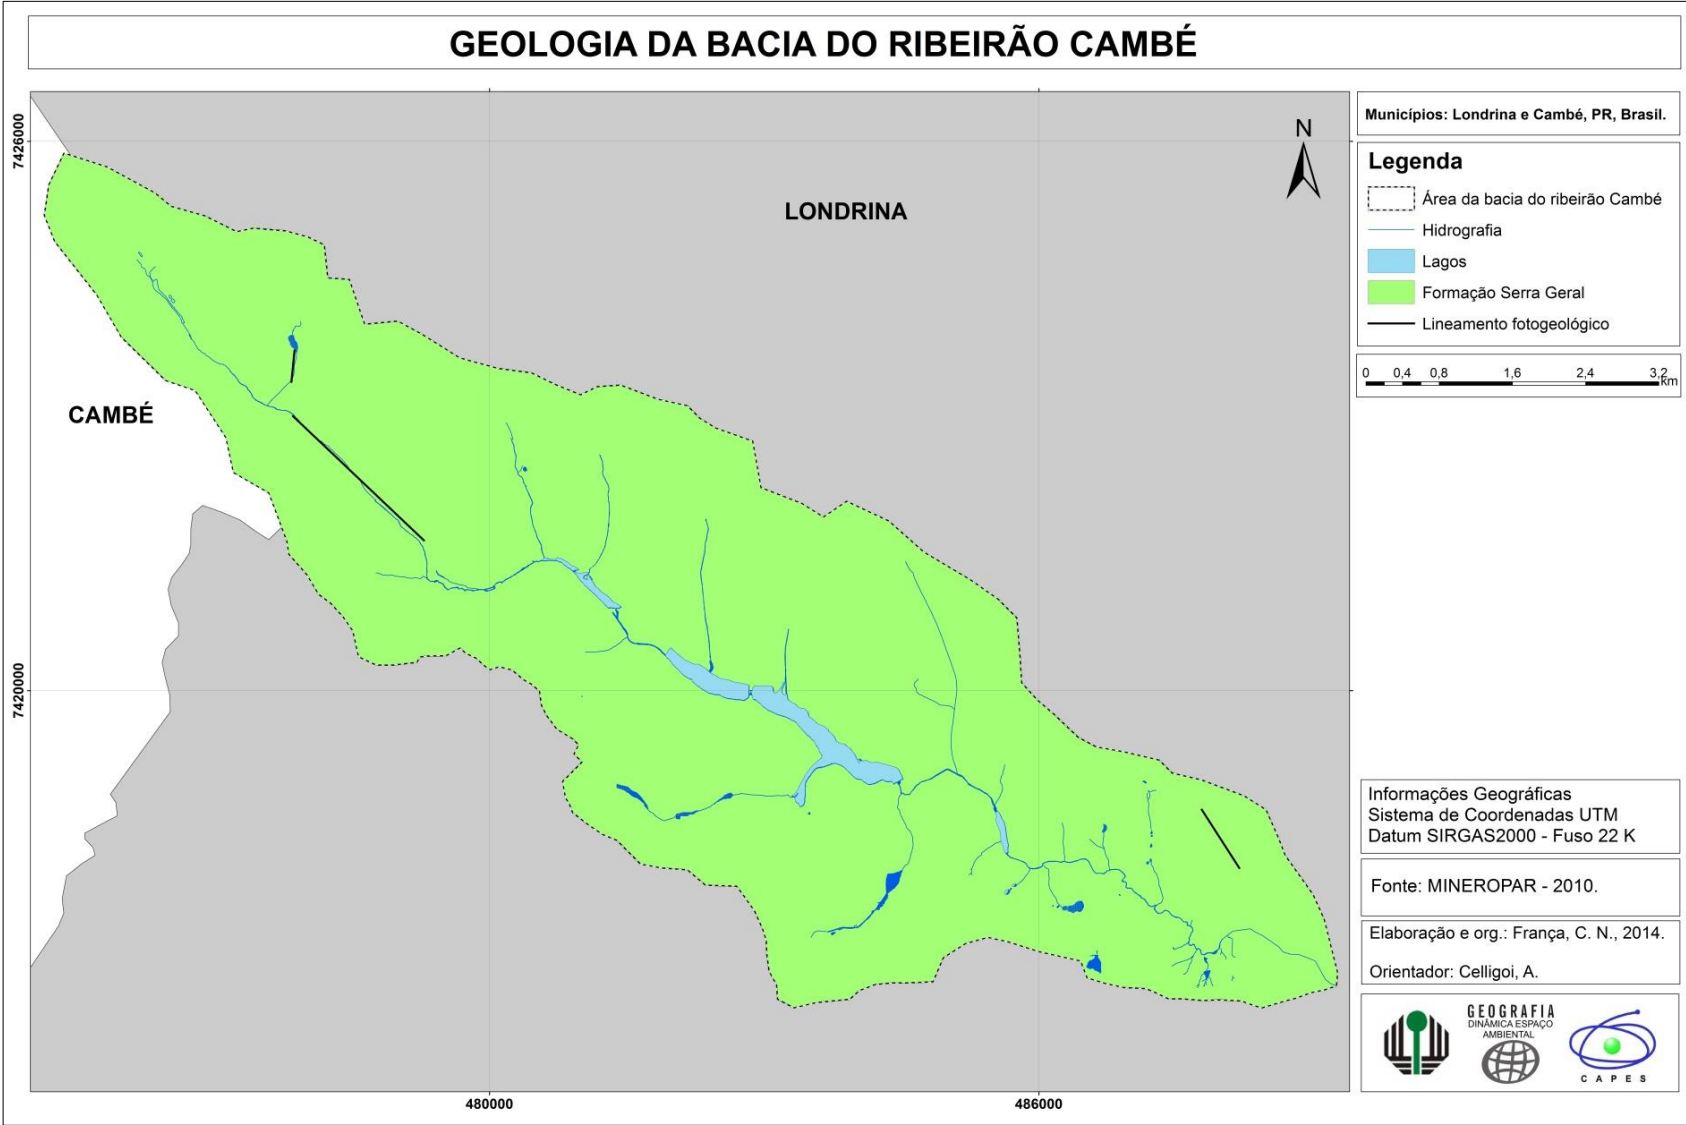 GEOLOGIA DA BACIA DO RIBEIRÃO CAMBÉ
7426000
7420000
480000
486000
N
LONDRINA
CAMBÉ
Municípios: Londrina e Cambé, PR, Brasil.
Legenda
Área da bacia do ribeirão Cambé
Hidrografia
Lagos
Formação Serra Geral
Lineamento fotogeológico
0 0,4 0,8 1,6 2,4 3,2
Km
Informações Geográficas
Sistema de Coordenadas UTM
Datum SIRGAS2000 - Fuso 22 K
Fonte: MINEROPAR - 2010.
Elaboração e org.: França, C. N., 2014.
Orientador: Celligoi, A.
GEOGRAFIA
DINÂMICA ESPAÇO
AMBIENTAL
CAPES